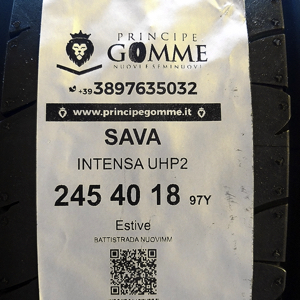 PRINCIPE
GOMME
NUOVI E SEMINUOVI
+39 3897635032
www.principegomme.it
SAVA
INTENSA UHP2
245 40 18 97Y
Estive
BATTISTRADA NUOVIMM